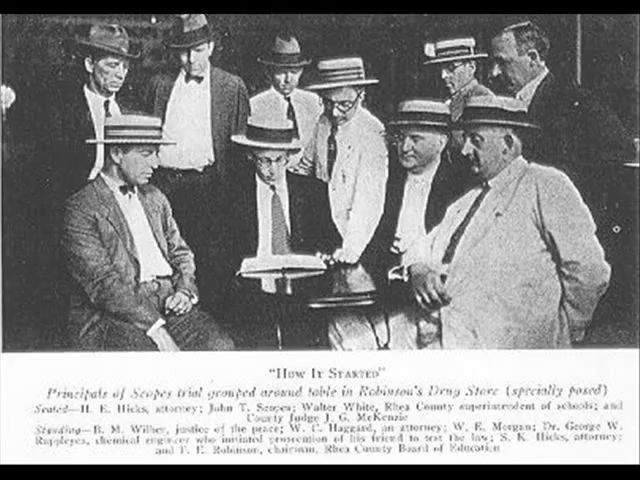 "How It Started"
Principals of Scopes trial grouped around table in Robinson's Drug Store (specially posed)
Seated—H. E. Hicks, attorney; John T. Scopes; Walter White, Rhea County superintendent of schools; and
County Judge J. G. McKenzie
Standing—B. M. Wilber, justice of the peace; W. C. Haggard, an attorney; W. E. Morgan; Dr. George W.
Rappleyea, chemical engineer who initiated prosecution of his friend to test the law; S. K. Hicks, attorney;
and F. E. Robinson, chairman, Rhea County Board of Education